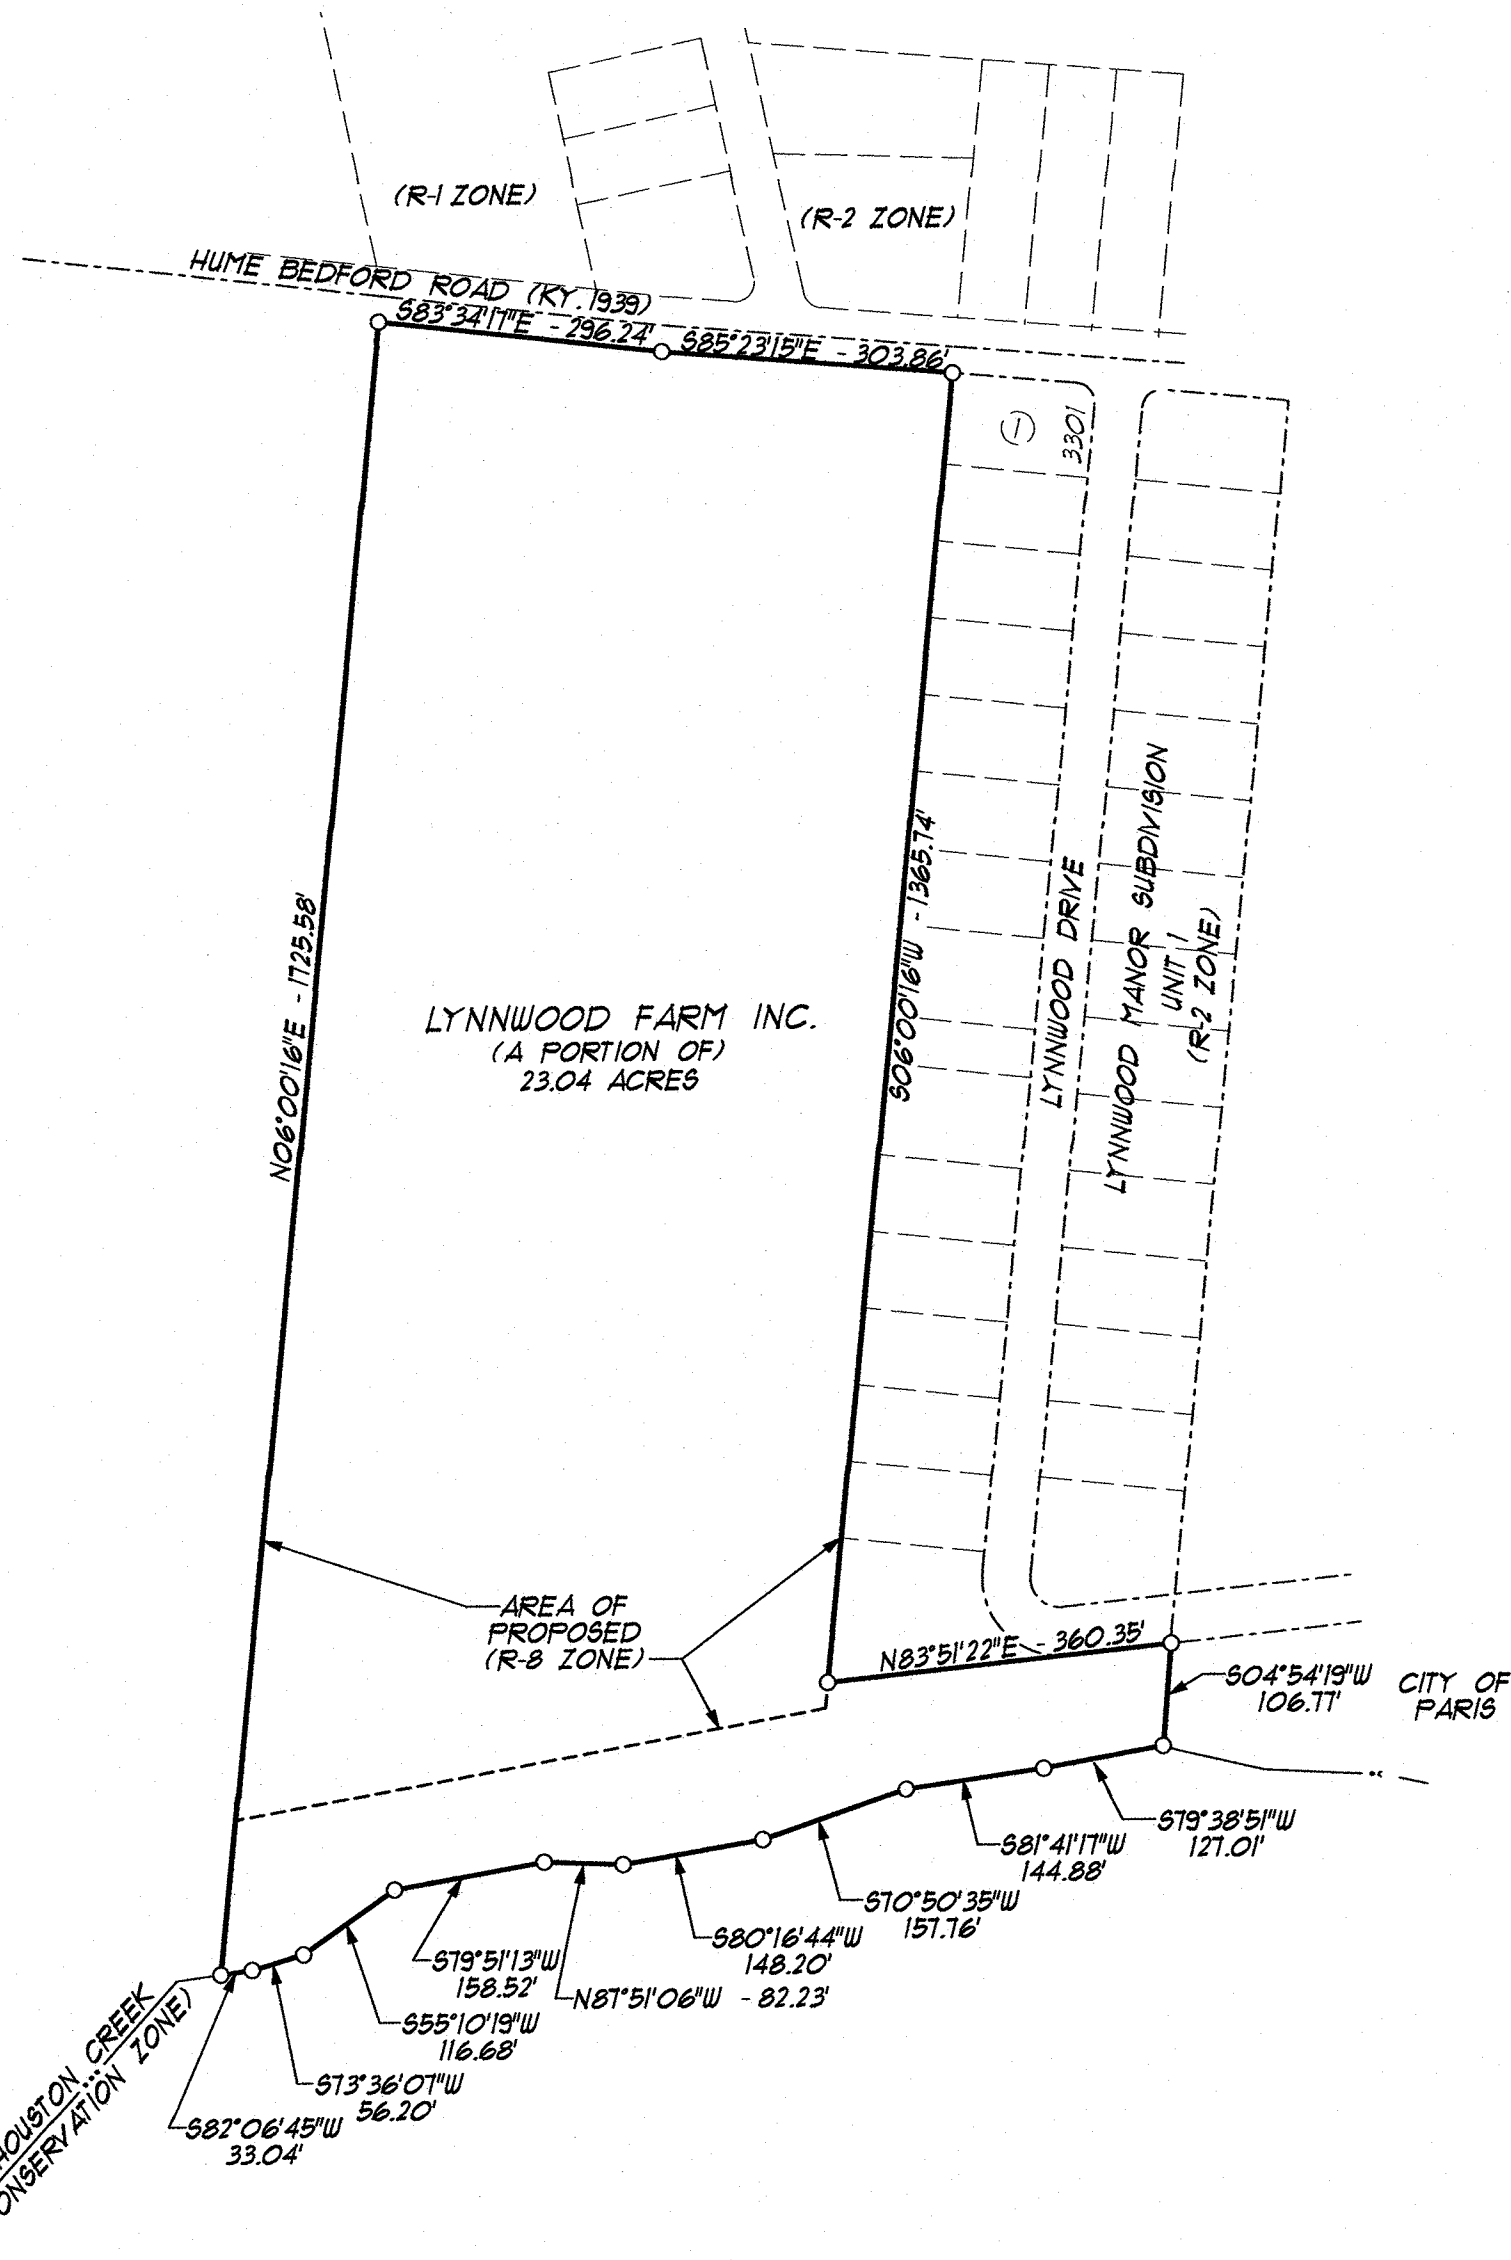 (R-1 ZONE)
(R-2 ZONE)
HUME BEDFORD ROAD (KY. 1939)
S83°34'17"E - 296.24'
S85°23'15"E - 303.86'
1
3301
N06°00'16"E - 1725.58'
S06°00'16"W - 1365.74'
LYNNWOOD DRIVE
LYNNWOOD MANOR SUBDIVISION
UNIT 1
(R-2 ZONE)
LYNNWOOD FARM INC.
(A PORTION OF)
23.04 ACRES
AREA OF
PROPOSED
(R-8 ZONE)
N83°51'22"E - 360.35'
S04°54'19"W
106.77'
CITY OF
PARIS
S79°38'51"W
127.01'
S81°41'17"W
144.88'
S70°50'35"W
157.76'
S80°16'44"W
148.20'
N87°51'06"W - 82.23'
S79°51'13"W
158.52'
S55°10'19"W
116.68'
S73°36'07"W
56.20'
S82°06'45"W
33.04'
HOUSTON CREEK
ONSERVATION ZONE)